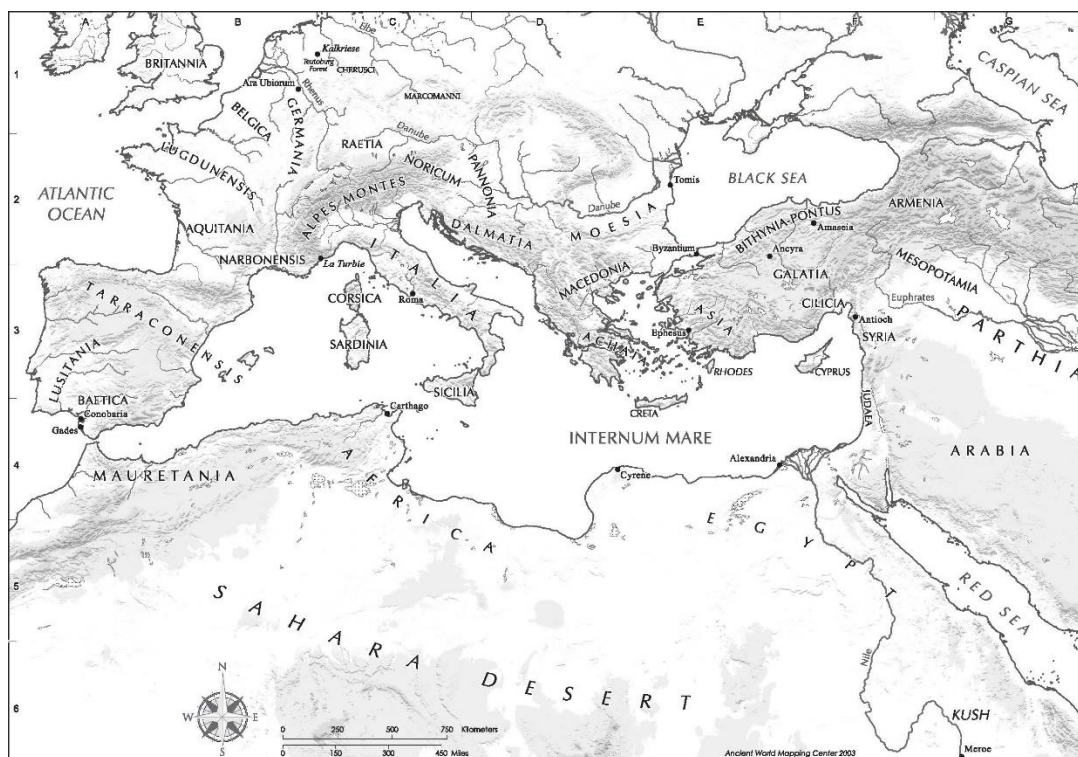 A B C D E F G
1
2
3
4
5
6
BRITANNIA
Elbe
Kalkriese
Teutoburg
Forest
CHERUSCI
Ara Ubiorum
Rhenus
MARCOMANNI
BELGICA
GERMANIA
CASPIAN SEA
LUGDUNENSIS
RAETIA
Danube
NORICUM
PANNONIA
ALPES MONTES
ATLANTIC
OCEAN
AQUITANIA
NARBONENSIS
La Turbie
DALMATIA
MOESIA
Danube
Tomis
BLACK SEA
ARMENIA
BITHYNIA-PONTUS
Amaseia
Byzantium
Ancyra
GALATIA
MESOPOTAMIA
ITALIA
MACEDONIA
CORSICA
Roma
TARRACONENSIS
ASIA
CILICIA
Euphrates
Antioch
SYRIA
PARTHIA
SARDINIA
Ephesus
ACHAIA
LUSITANIA
RHODES
CYPRUS
SICILIA
BAETICA
Conobaria
Gades
Carthago
CRETA
JUDAEA
INTERNUM MARE
Alexandria
Cyrene
ARABIA
MAURETANIA
AFRICA
EGYPT
RED SEA
SAHARA DESERT
Nile
KUSH
Meroe
N
W E
S
0 250 500 750 Kilometers
0 150 300 450 Miles
Ancient World Mapping Center 2003